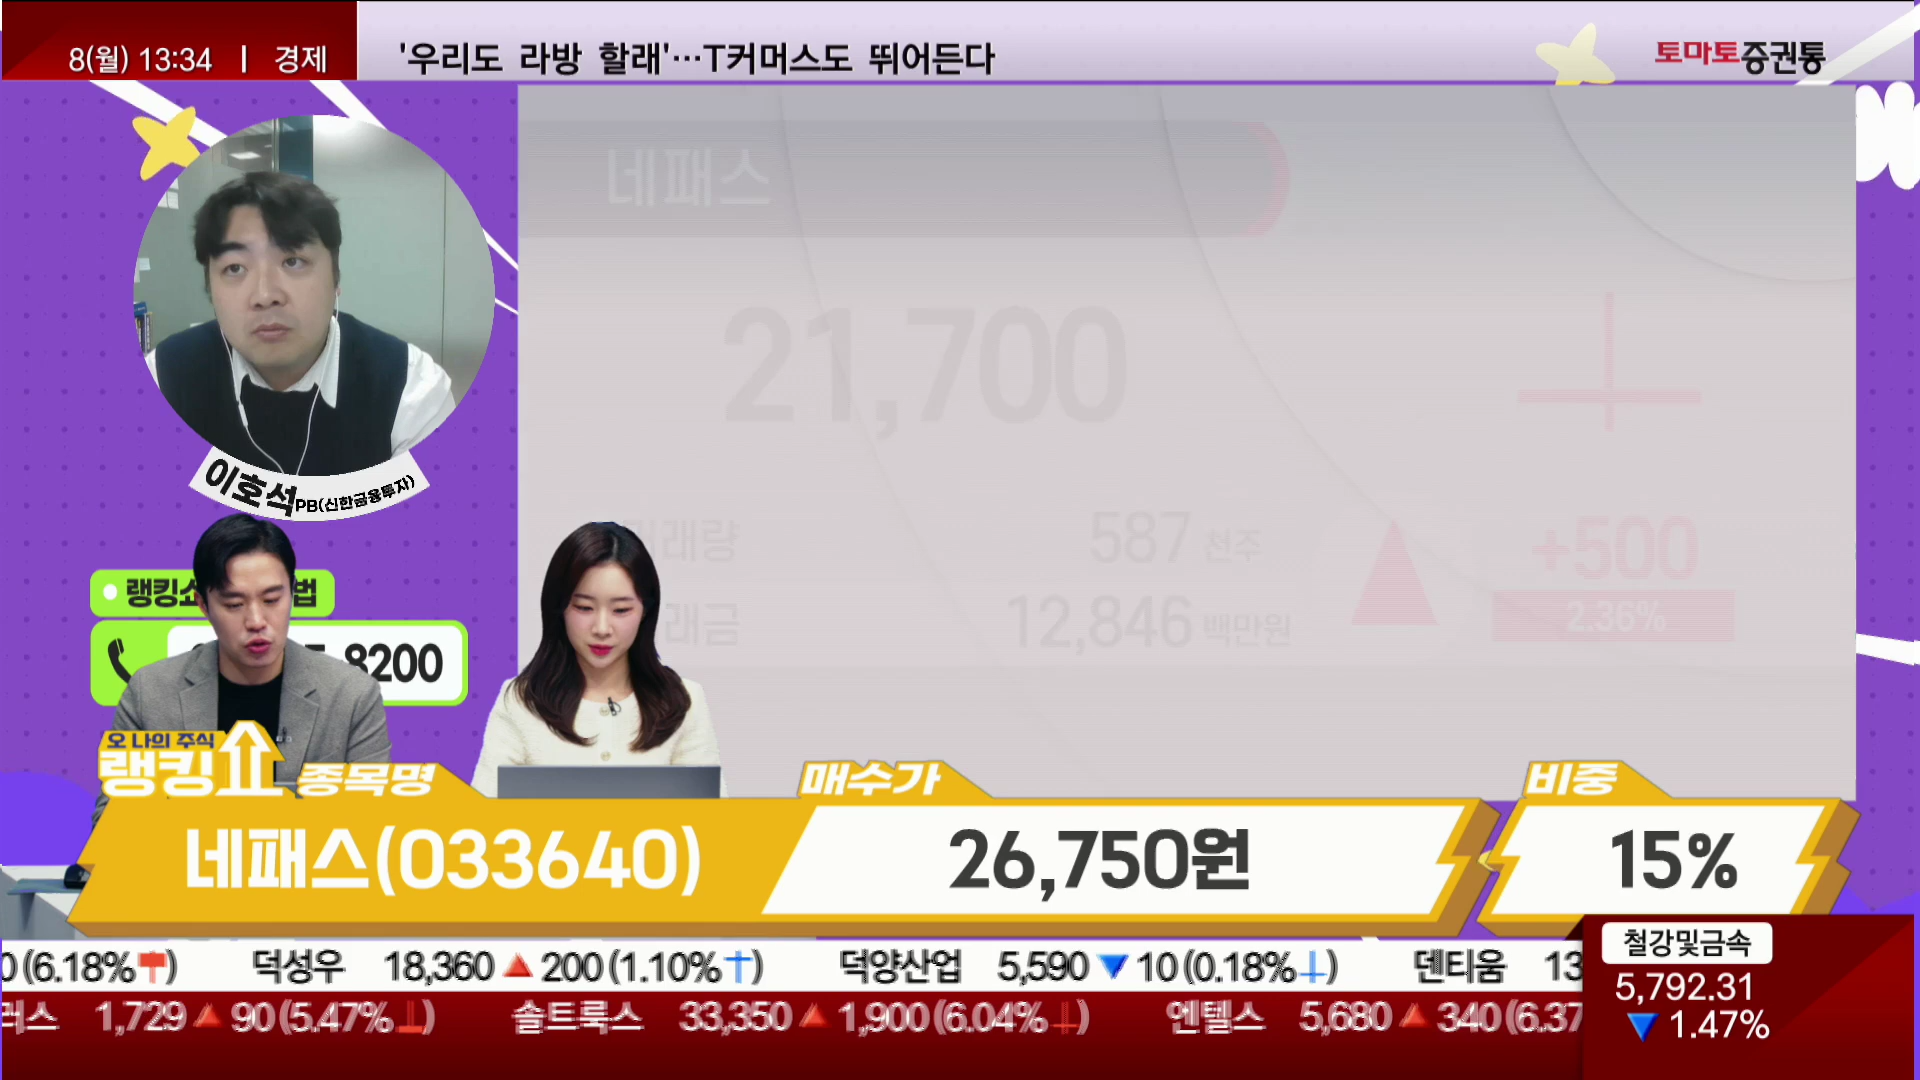 8(월) 13:34 | 경제
'우리도 라방 할래'…T커머스도 뛰어든다
토마토증권통
네패스
21,700
587 천주
+500
12,846 백만원
2.36%
이호석 PB(신한금융투자)
8200
오 나의 주식
랭킹쇼
종목명
매수가
비중
네패스(033640)
26,750원
15%
0 (6.18%↑) 덕성우 18,360 ▲ 200 (1.10%↑) 덕양산업 5,590 ▼ 10 (0.18%↓) 덴티움 13
러스 1,729 ▲ 90 (5.47%↓) 솔트룩스 33,350 ▲ 1,900 (6.04%↓) 엔텔스 5,680 ▲ 340 (6.37
철강및금속
5,792.31
▼ 1.47%